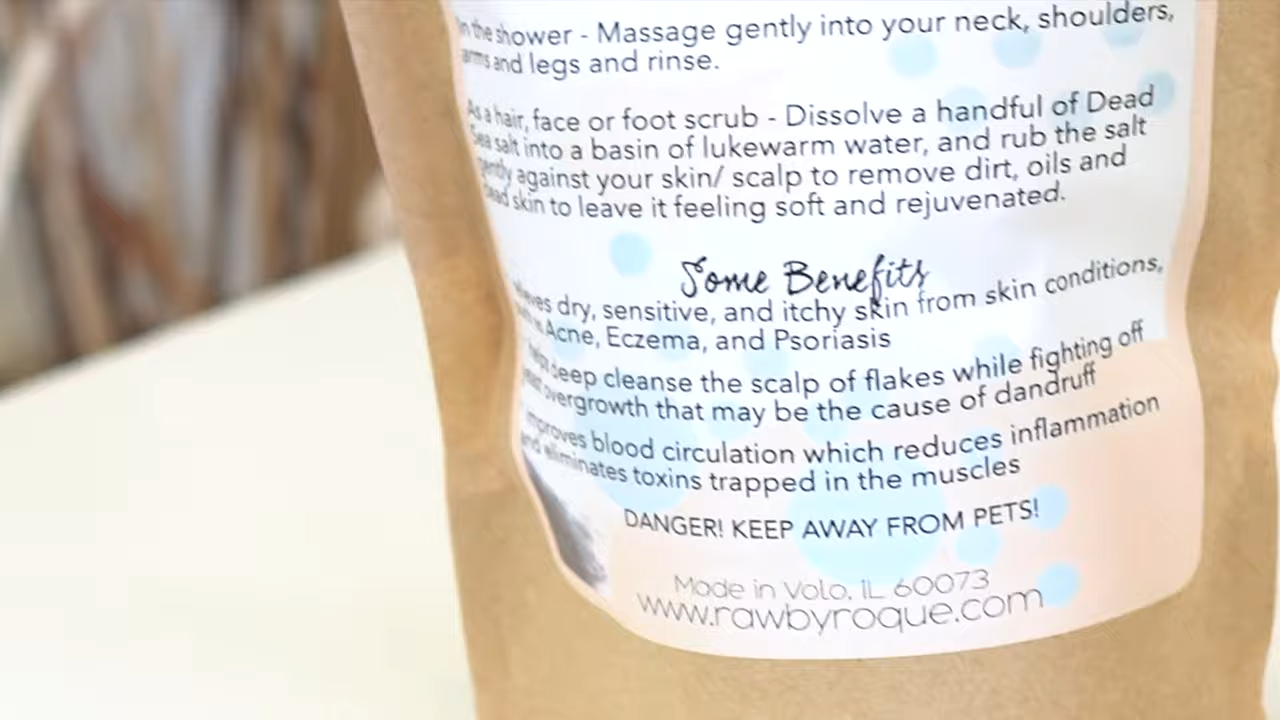 In the shower - Massage gently into your neck, shoulders,
arms and legs and rinse.
As a hair, face or foot scrub - Dissolve a handful of Dead
Sea salt into a basin of lukewarm water, and rub the salt
gently against your skin/ scalp to remove dirt, oils and
dead skin to leave it feeling soft and rejuvenated.
Some Benefits
dry, sensitive, and itchy skin from skin conditions,
Acne, Eczema, and Psoriasis
deep cleanse the scalp of flakes while fighting off
overgrowth that may be the cause of dandruff
improves blood circulation which reduces inflammation
and eliminates toxins trapped in the muscles
DANGER! KEEP AWAY FROM PETS!
Made in Volo, IL 60073
www.rawbyroque.com